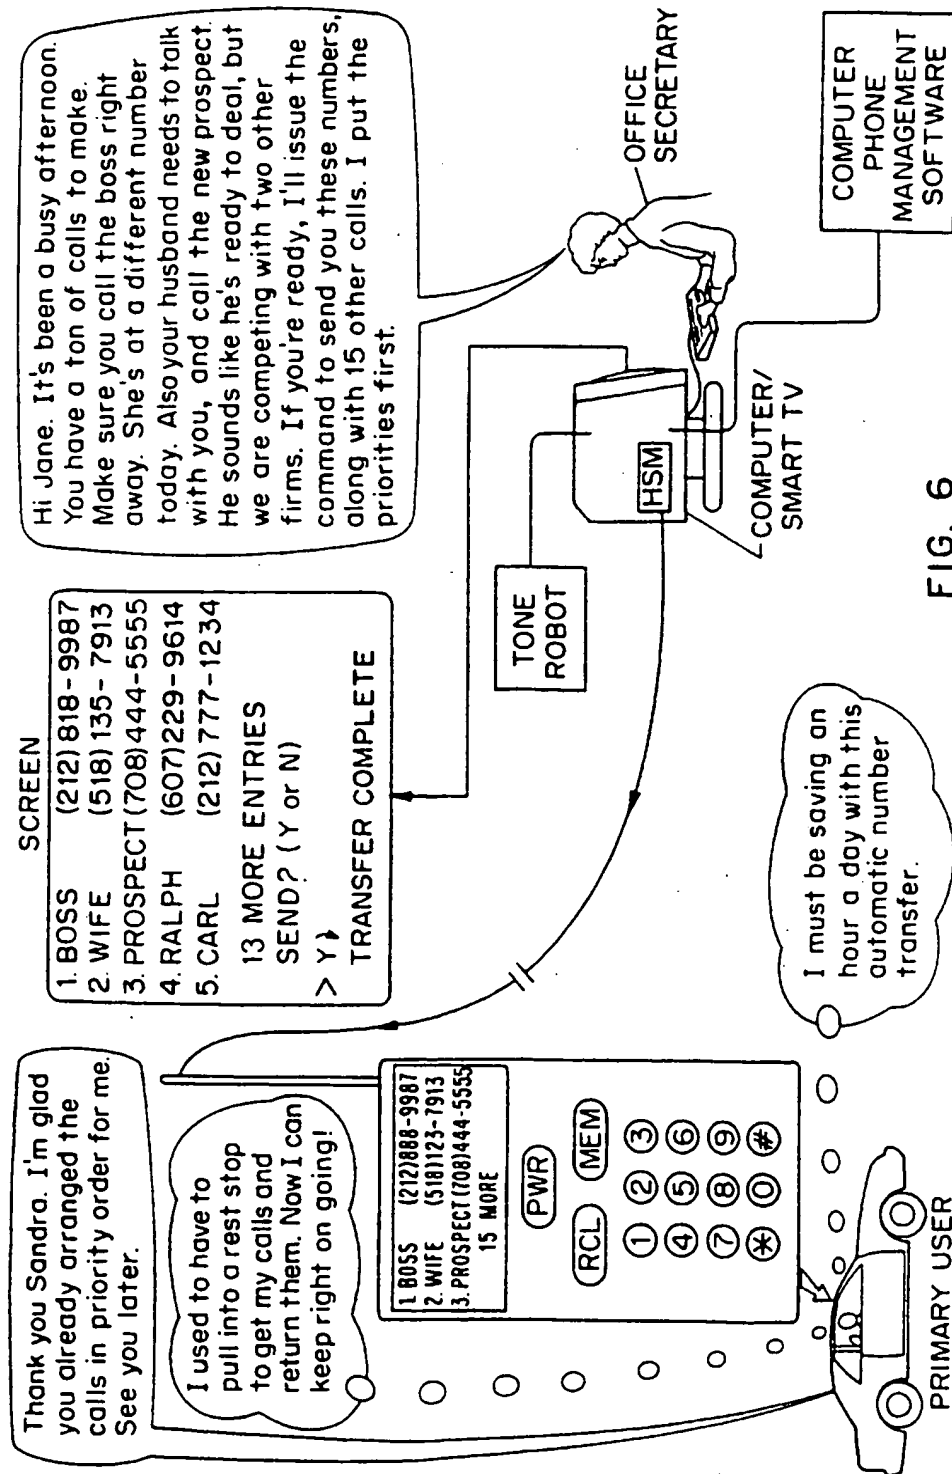 Thank you Sandra. I'm glad
you already arranged the
calls in priority order for me.
See you later.
I used to have to
pull into a rest stop
to get my calls and
return them. Now I can
keep right on going!
1 BOSS (212)888-9987
2. WIFE (518)123-7913
3. PROSPECT(708)444-5555
15 MORE
PWR
RCL MEM
1 2 3
4 5 6
7 8 9
* 0 #
PRIMARY USER
SCREEN
1. BOSS (212)818-9987
2. WIFE (518)135-7913
3. PROSPECT(708)444-5555
4. RALPH (607)229-9614
5. CARL (212)777-1234
13 MORE ENTRIES
SEND? (Y or N)
> Y
TRANSFER COMPLETE
I must be saving an
hour a day with this
automatic number
transfer.
Hi Jane. It's been a busy afternoon.
You have a ton of calls to make.
Make sure you call the boss right
away. She's at a different number
today. Also your husband needs to talk
with you, and call the new prospect.
He sounds like he's ready to deal, but
we are competing with two other
firms. If you're ready, I'll issue the
command to send you these numbers,
along with 15 other calls. I put the
priorities first.
TONE
ROBOT
HSM
COMPUTER/
SMART TV
OFFICE
SECRETARY
COMPUTER
PHONE
MANAGEMENT
SOFTWARE
FIG. 6